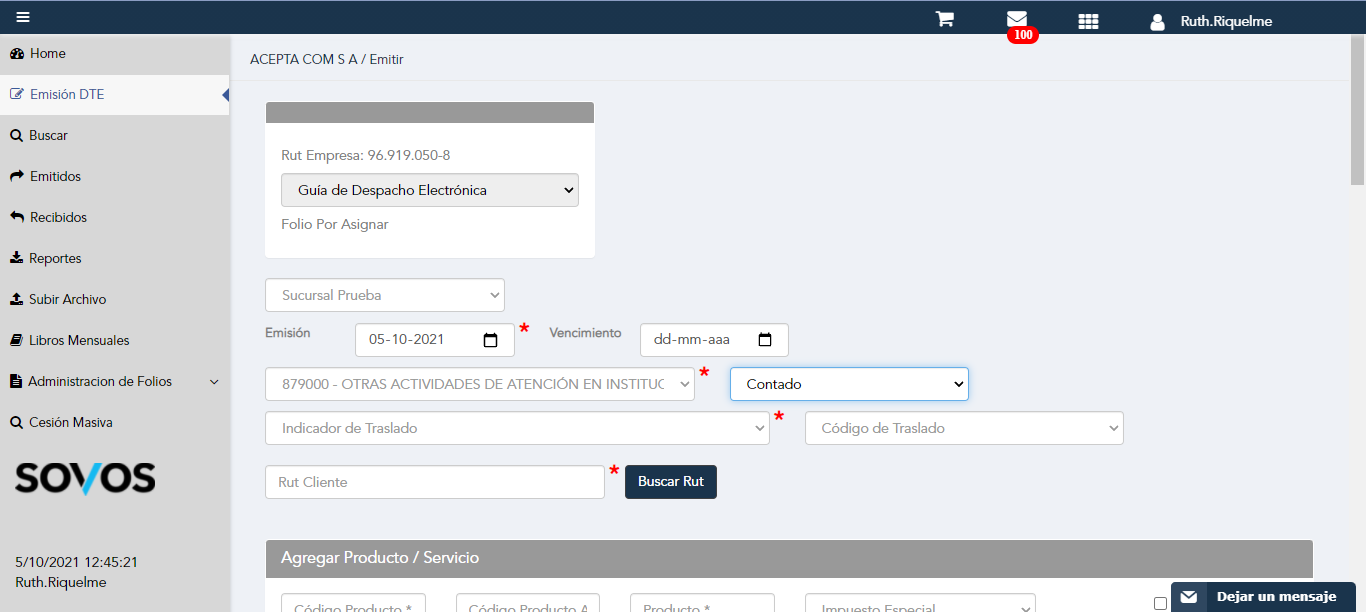 Ruth.Riquelme
100
Home
Emisión DTE
Buscar
Emitidos
Recibidos
Reportes
Subir Archivo
Libros Mensuales
Administracion de Folios
Cesión Masiva
SOVOS
5/10/2021 12:45:21
Ruth.Riquelme
ACEPTA COM S A / Emitir
Rut Empresa: 96.919.050-8
Guía de Despacho Electrónica
Folio Por Asignar
Sucursal Prueba
Emisión 05-10-2021 * Vencimiento dd-mm-aaa
879000 - OTRAS ACTIVIDADES DE ATENCIÓN EN INSTITUC * Contado
Indicador de Traslado * Código de Traslado
Rut Cliente * Buscar Rut
Agregar Producto / Servicio
Código Producto * Código Producto A Producto * Impuesto Especial
Dejar un mensaje